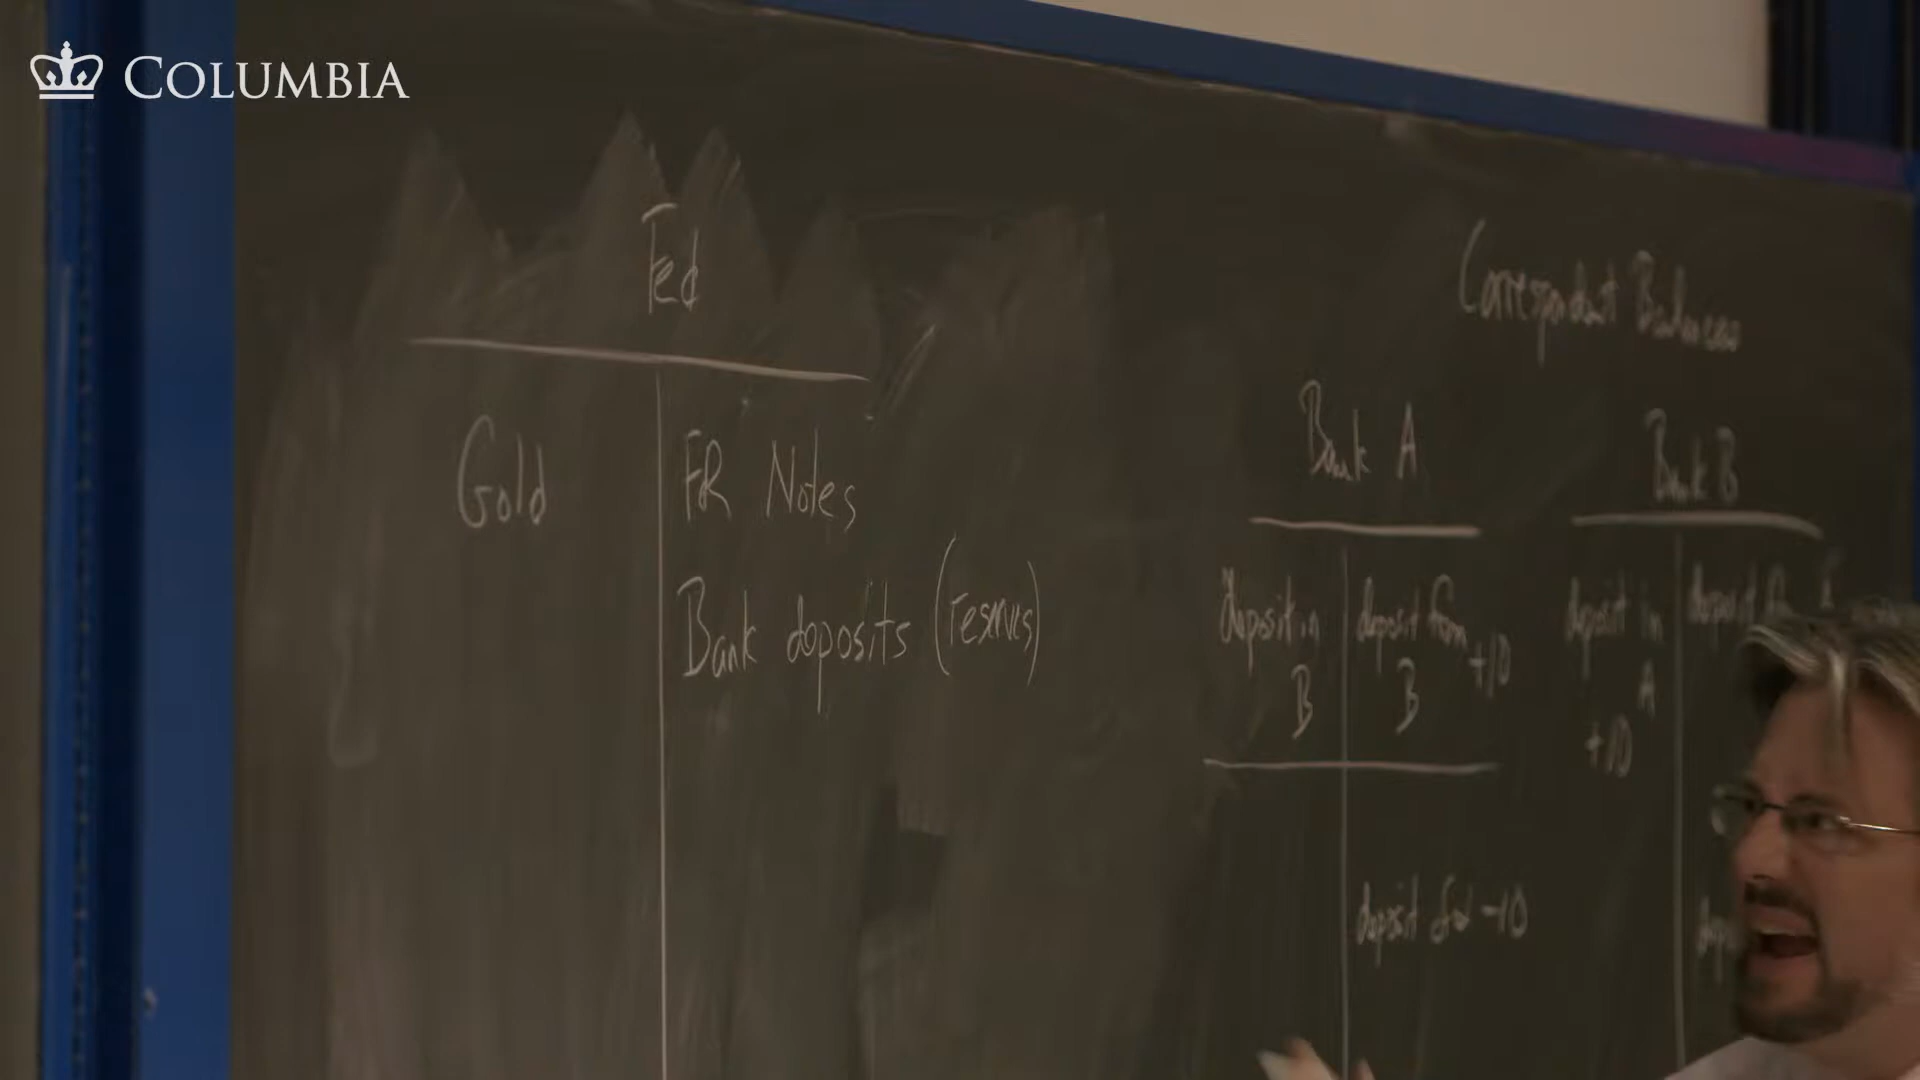 COLUMBIA
Fed
Gold
FR Notes
Bank deposits (reserves)
Correspondent Balances
Bank A
deposit in
B
deposit from
B
+10
deposit -10
Bank B
deposit in
A
+10
deposit